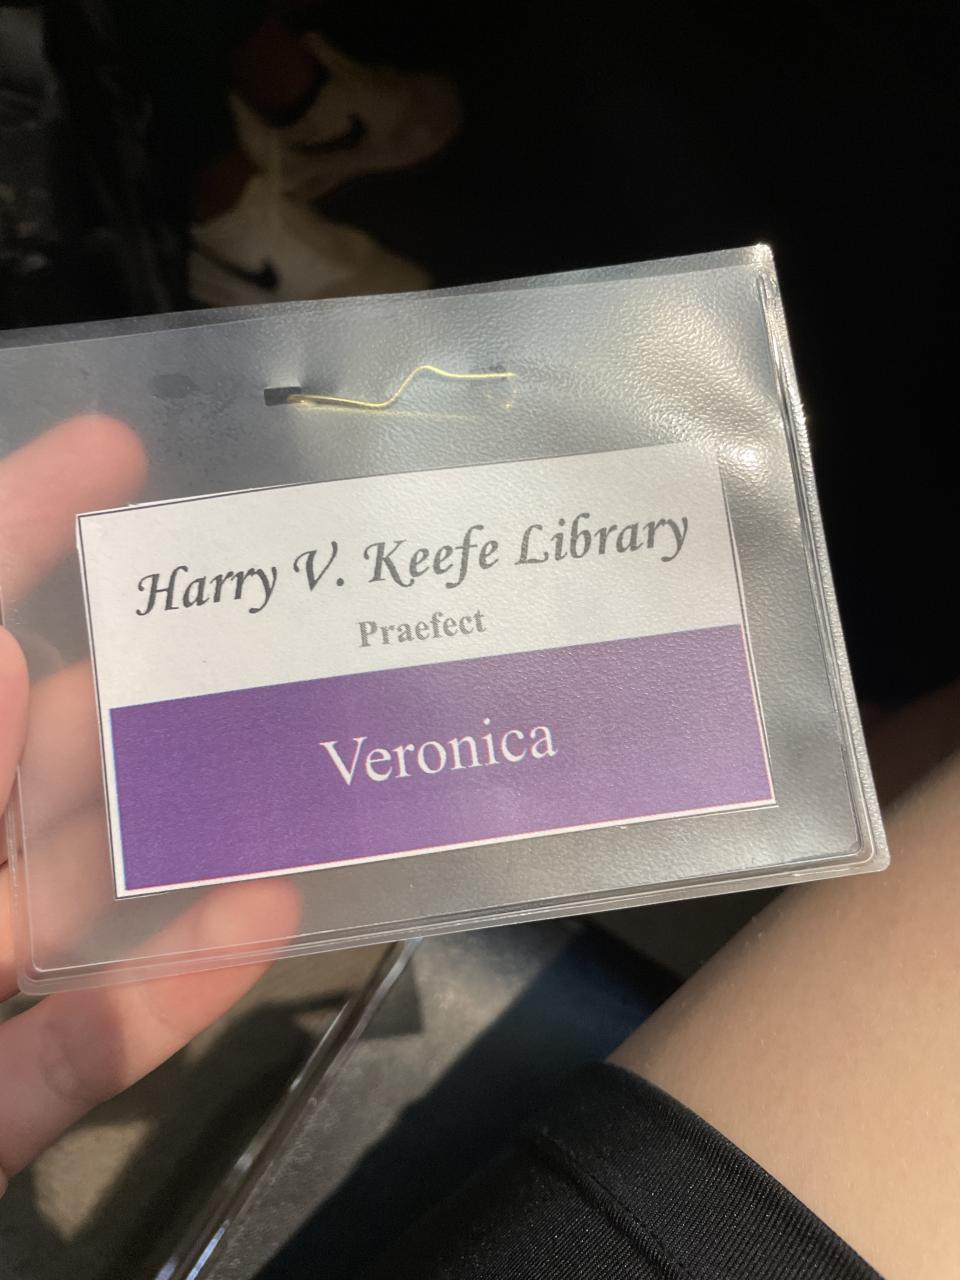 Harry V. Keefe Library
Praefect
Veronica